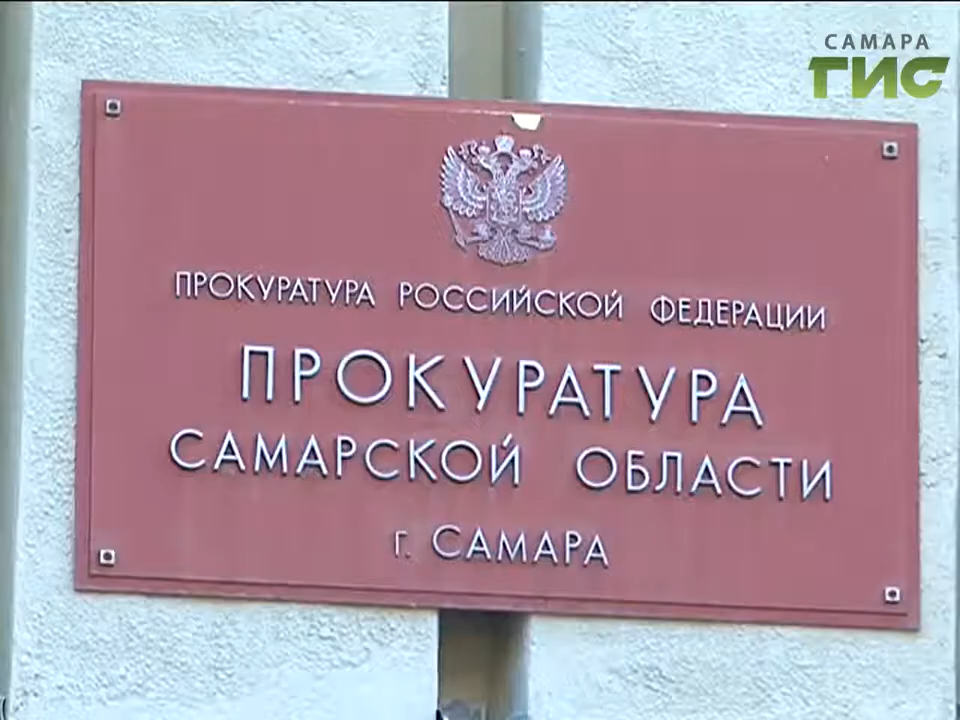 САМАРА
ГИС
ПРОКУРАТУРА РОССИЙСКОЙ ФЕДЕРАЦИИ
ПРОКУРАТУРА
САМАРСКОЙ ОБЛАСТИ
г. САМАРА